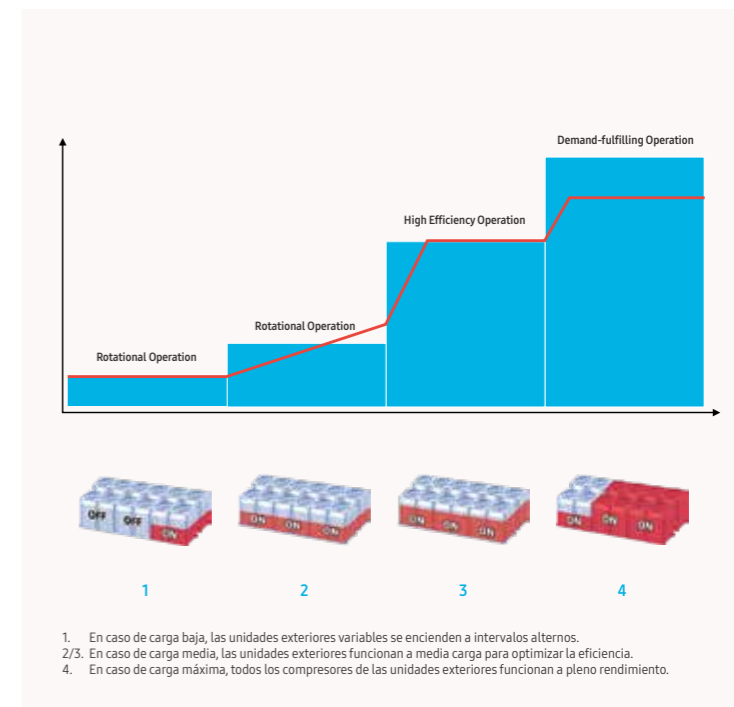 Demand-fulfilling Operation
High Efficiency Operation
Rotational Operation
Rotational Operation
OFF OFF ON
ON ON ON
ON ON ON
ON ON ON
1 2 3 4
1. En caso de carga baja, las unidades exteriores variables se encienden a intervalos alternos.
2/3. En caso de carga media, las unidades exteriores funcionan a media carga para optimizar la eficiencia.
4. En caso de carga máxima, todos los compresores de las unidades exteriores funcionan a pleno rendimiento.